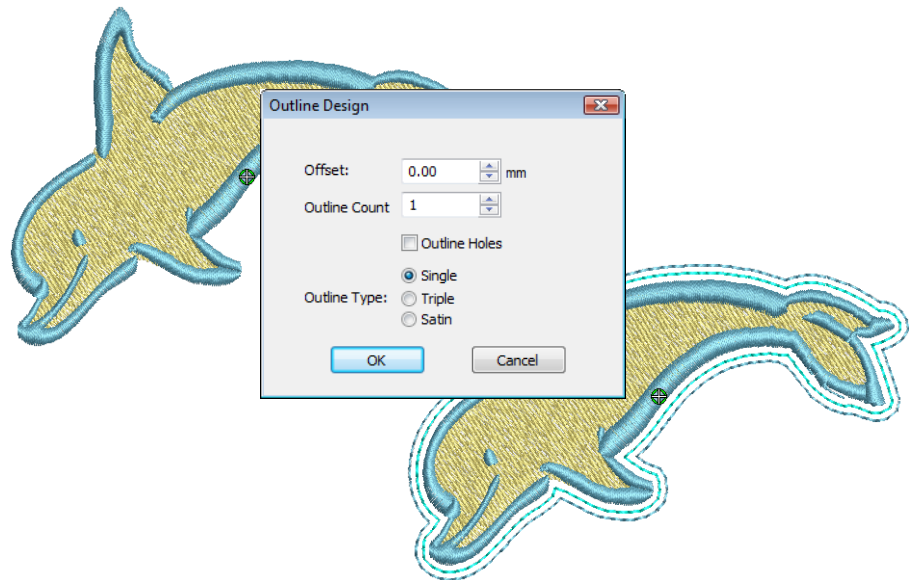 Outline Design
Offset: 0.00 mm
Outline Count 1
Outline Holes
Single
Outline Type: Triple
Satin
OK Cancel